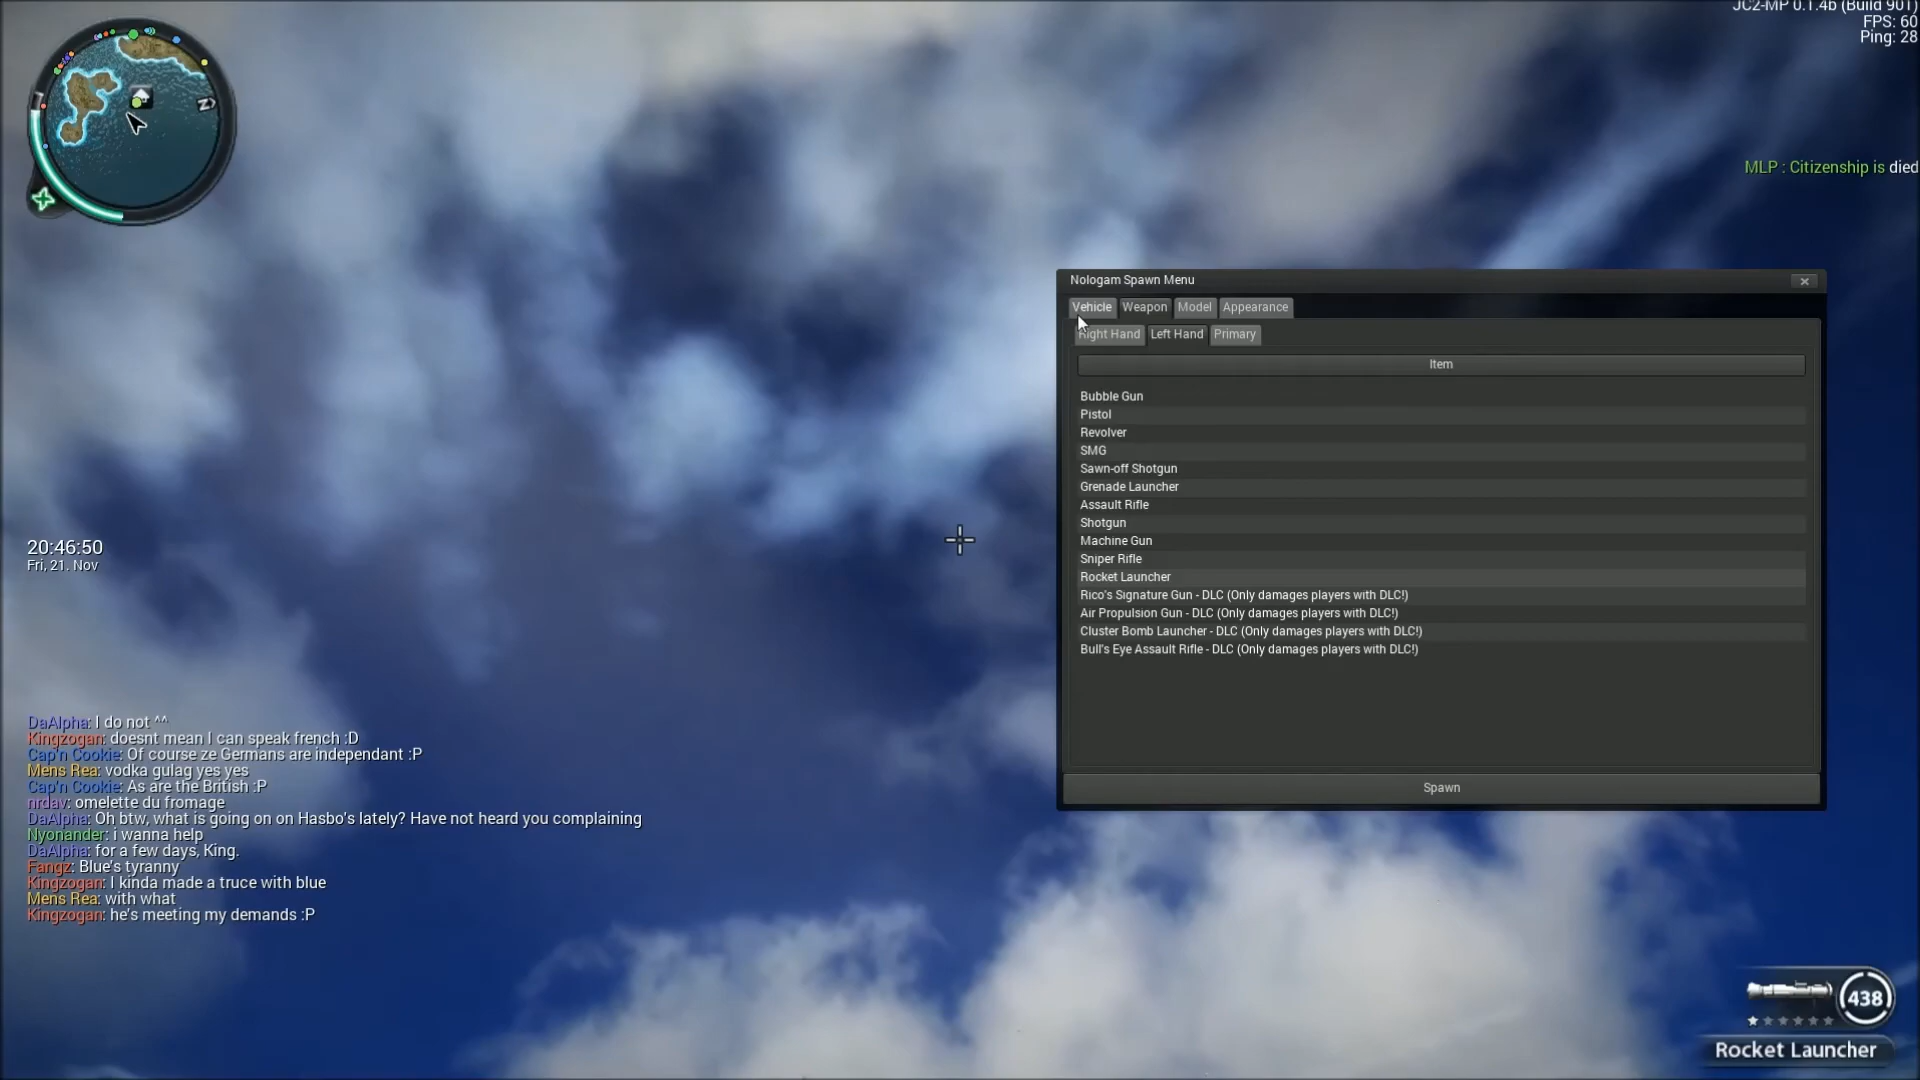 JC2-MP 0.1.4b (Build 901)
FPS: 60
Ping: 28
Z
MLP : Citizenship is died
Nologam Spawn Menu
Vehicle Weapon Model Appearance
Right Hand Left Hand Primary
Item
Bubble Gun
Pistol
Revolver
SMG
Sawn-off Shotgun
Grenade Launcher
Assault Rifle
Shotgun
Machine Gun
Sniper Rifle
Rocket Launcher
Rico's Signature Gun - DLC (Only damages players with DLC!)
Air Propulsion Gun - DLC (Only damages players with DLC!)
Cluster Bomb Launcher - DLC (Only damages players with DLC!)
Bull's Eye Assault Rifle - DLC (Only damages players with DLC!)
Spawn
20:46:50
Fri, 21. Nov
DaAlpha: I do not ^^
Kingzogan: doesnt mean I can speak french :D
Cap'n Cookie: Of course ze Germans are independant :P
Mens Rea: vodka gulag yes yes
Cap'n Cookie: As are the British :P
nrdav: omelette du fromage
DaAlpha: Oh btw, what is going on on Hasbo's lately? Have not heard you complaining
Nyonander: i wanna help
DaAlpha: for a few days, King.
Fangz: Blue's tyranny
Kingzogan: I kinda made a truce with blue
Mens Rea: with what
Kingzogan: he's meeting my demands :P
438
Rocket Launcher